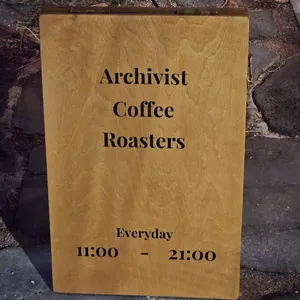 Archivist
Coffee
Roasters
Everyday
11:00 - 21:00